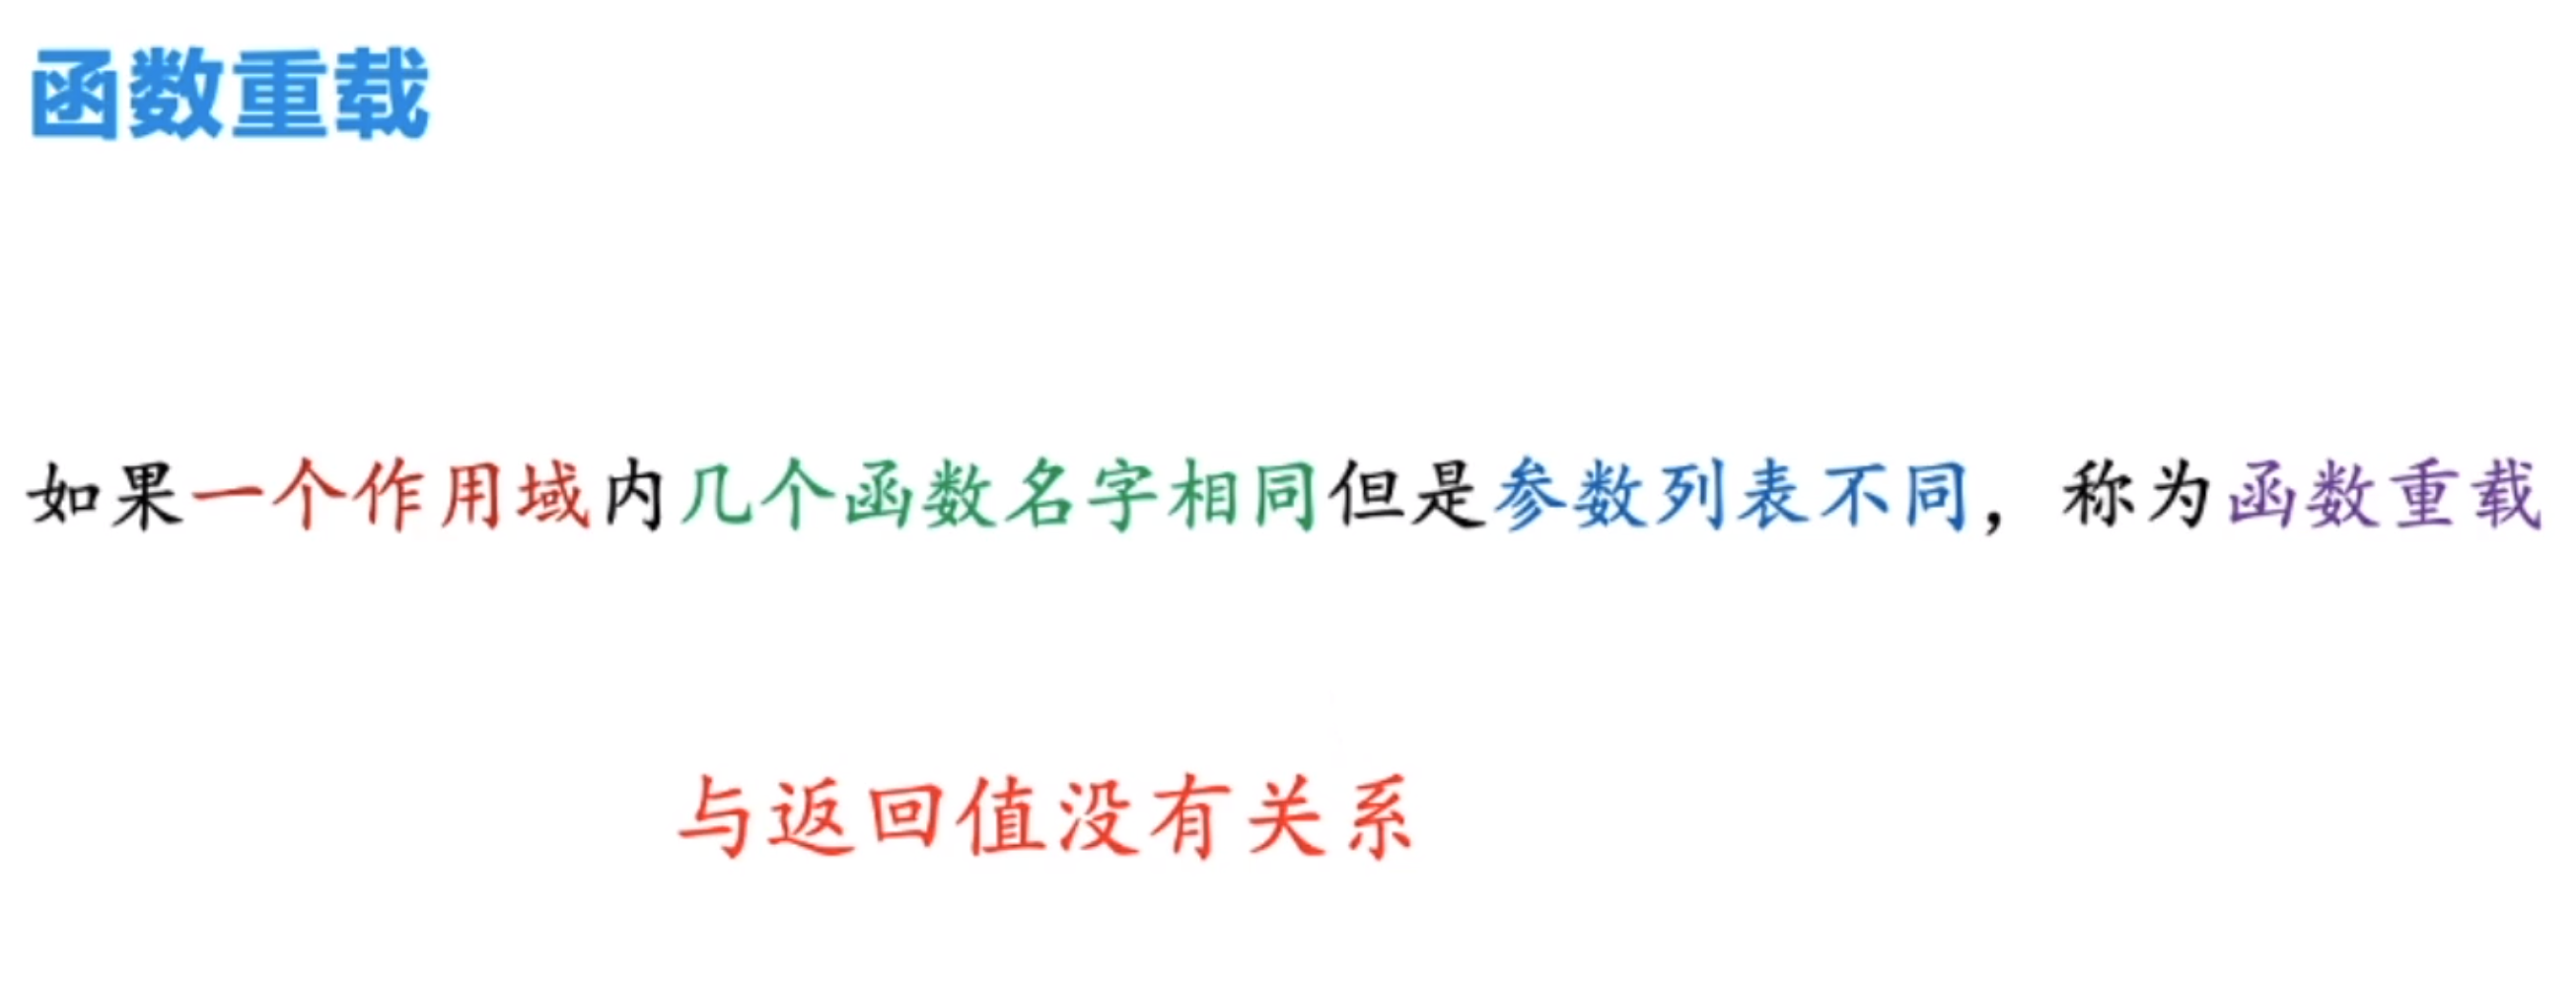 函数重载
如果一个作用域内几个函数名字相同但是参数列表不同，称为函数重载
与返回值没有关系